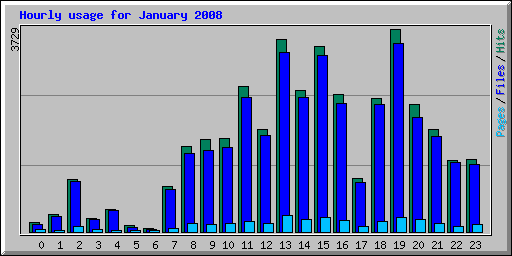 Hourly usage for January 2008
3729
Pages/Files/Hits
0 1 2 3 4 5 6 7 8 9 10 11 12 13 14 15 16 17 18 19 20 21 22 23